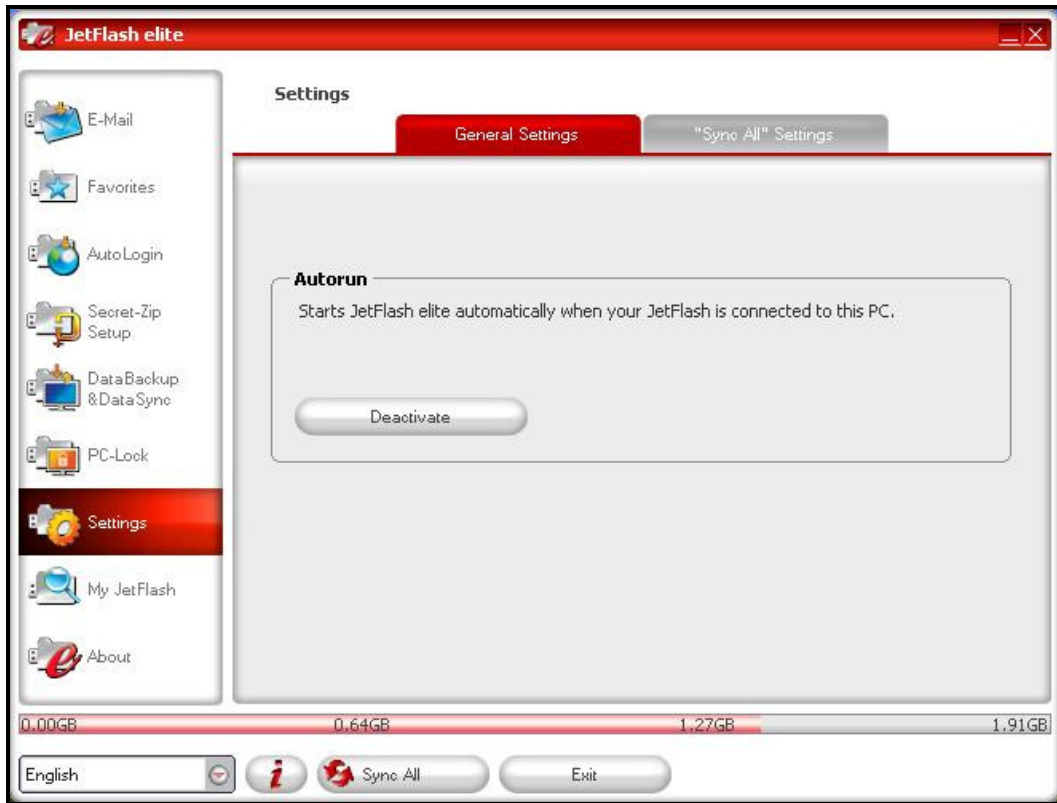 JetFlash elite
E-Mail
Favorites
AutoLogin
Secret-Zip
Setup
DataBackup
&DataSync
PC-Lock
Settings
My JetFlash
About
Settings
General Settings
"Sync All" Settings
Autorun
Starts JetFlash elite automatically when your JetFlash is connected to this PC.
Deactivate
0.00GB 0.64GB 1.27GB 1.91GB
English
i
Sync All
Exit